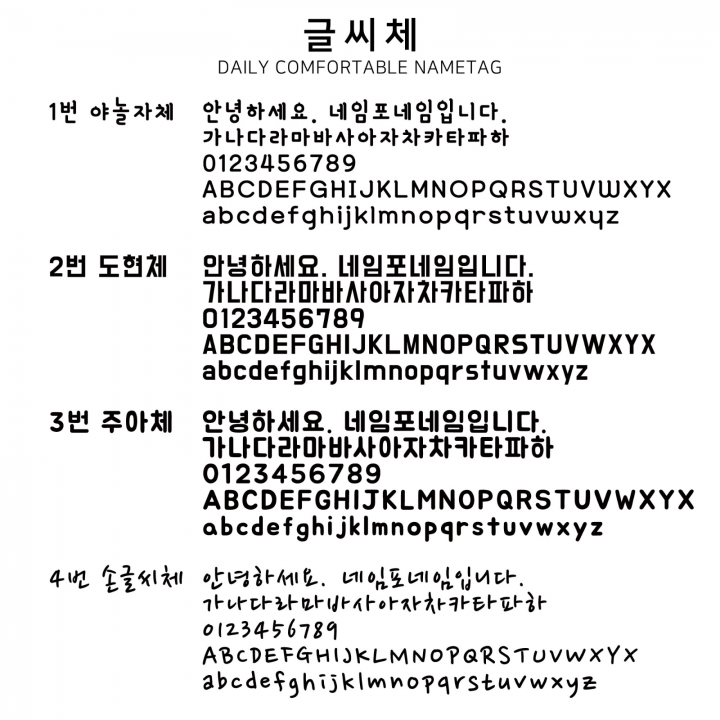 글씨체
DAILY COMFORTABLE NAMETAG
1번 야놀자체 안녕하세요. 네임포네임입니다.
가나다라마바사아자차카타파하
0123456789
ABCDEFGHIJKLMNOPQRSTUVWXYX
abcdefghijklmnopqrstuvwxyz
2번 도현체 안녕하세요. 네임포네임입니다.
가나다라마바사아자차카타파하
0123456789
ABCDEFGHIJKLMNOPQRSTUVWXYX
abcdefghijklmnopqrstuvwxyz
3번 주아체 안녕하세요. 네임포네임입니다.
가나다라마바사아자차카타파하
0123456789
ABCDEFGHIJKLMNOPQRSTUVWXYX
abcdefghijklmnopqrstuvwxyz
4번 손글씨체 안녕하세요. 네임포네임입니다.
가나다라마바사아자차카타파하
0123456789
ABCDEFGHIJKLMNOPQRSTUVWXYX
abcdefghijklmnopqrstuvwxyz